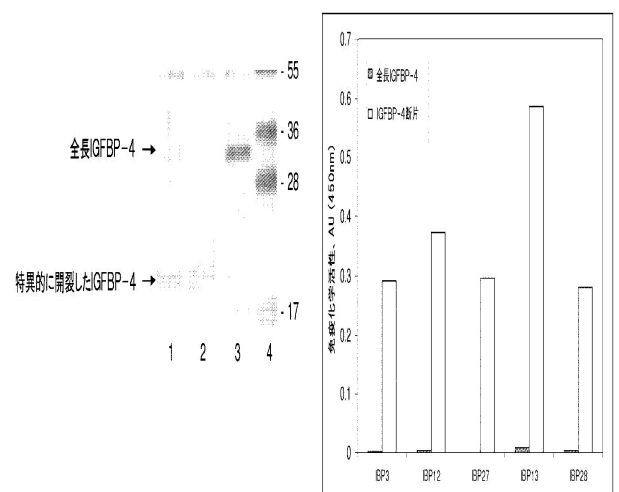 全長IGFBP-4 →
特異的に開裂したIGFBP-4→
- 55
- 36
- 28
- 17
1 2 3 4
免疫化学活性、AU (450nm)
0.7
0.6
0.5
0.4
0.3
0.2
0.1
0
全長IGFBP-4
IGFBP-4断片
IBP3 IBP12 IBP27 IBP13 IBP28